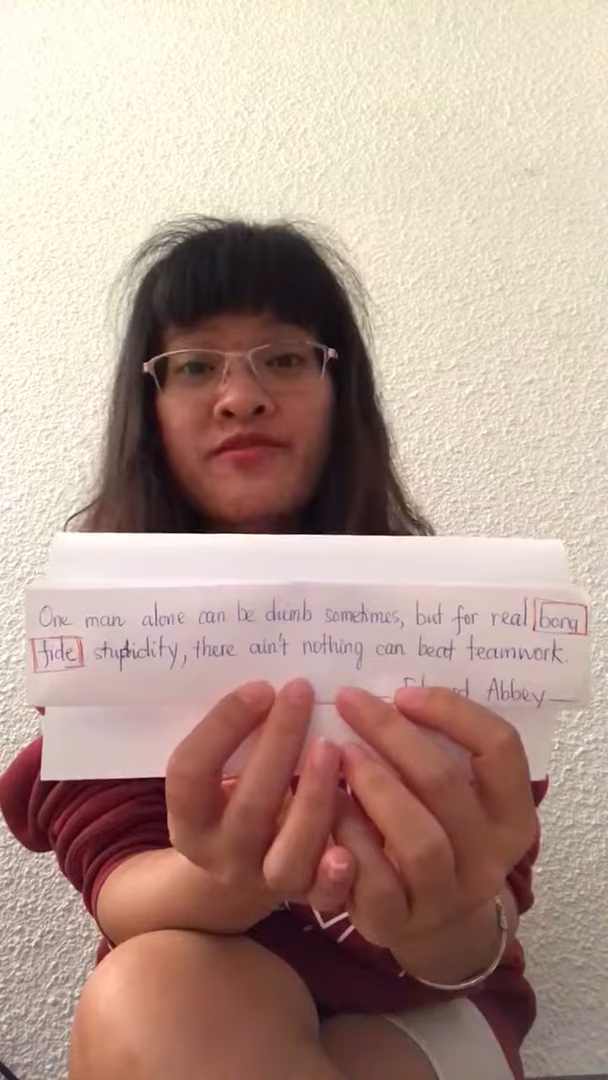 One man alone can be dumb sometimes, but for real bona
fide stupidity, there ain't nothing can beat teamwork.
Abbey